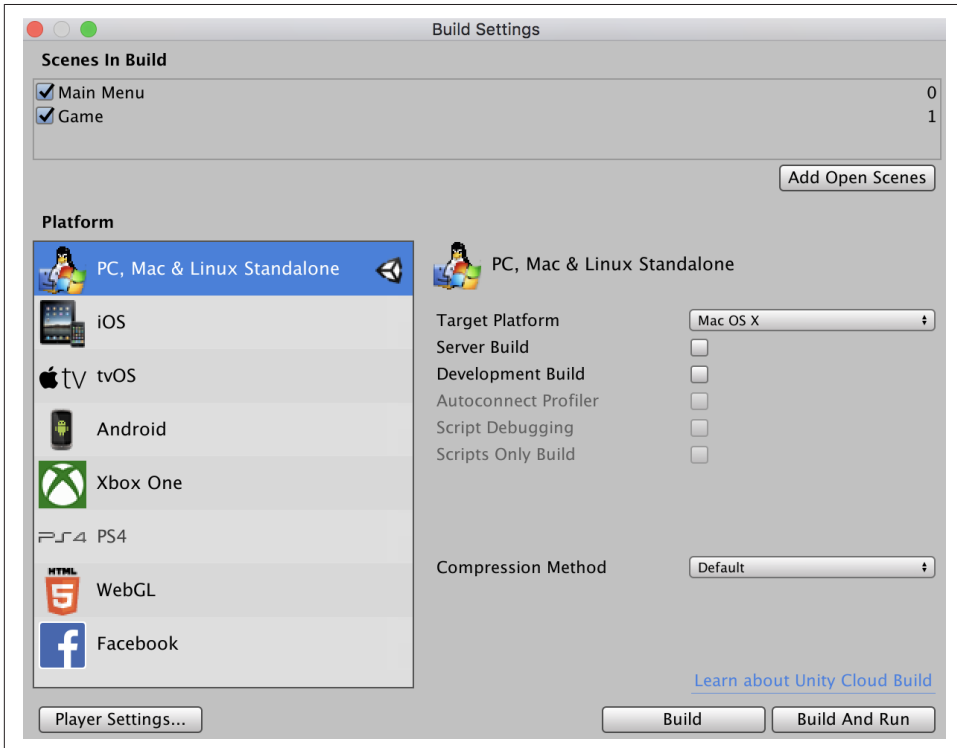 Build Settings
Scenes In Build
Main Menu 0
Game 1
Add Open Scenes
Platform
PC, Mac & Linux Standalone
iOS
tv tvOS
Android
Xbox One
PS4 PS4
HTML 5 WebGL
f Facebook
PC, Mac & Linux Standalone
Target Platform Mac OS X
Server Build
Development Build
Autoconnect Profiler
Script Debugging
Scripts Only Build
Compression Method Default
Learn about Unity Cloud Build
Player Settings... Build Build And Run